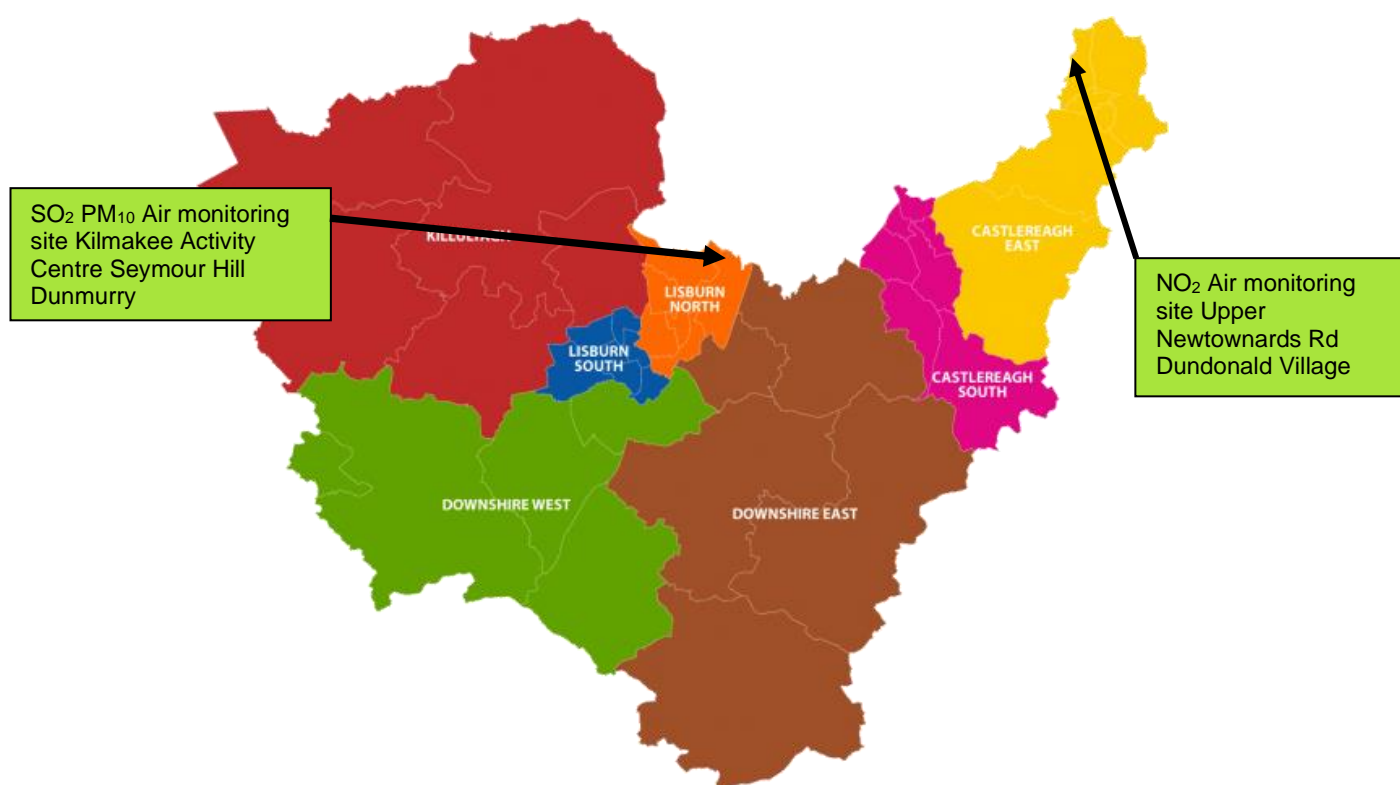 SO₂ PM₁₀ Air monitoring
site Kilmakee Activity
Centre Seymour Hill
Dunmurry
KILLULTAGH
LISBURN
NORTH
LISBURN
SOUTH
CASTLEREAGH
EAST
CASTLEREAGH
SOUTH
DOWNSHIRE WEST
DOWNSHIRE EAST
NO₂ Air monitoring
site Upper
Newtownards Rd
Dundonald Village